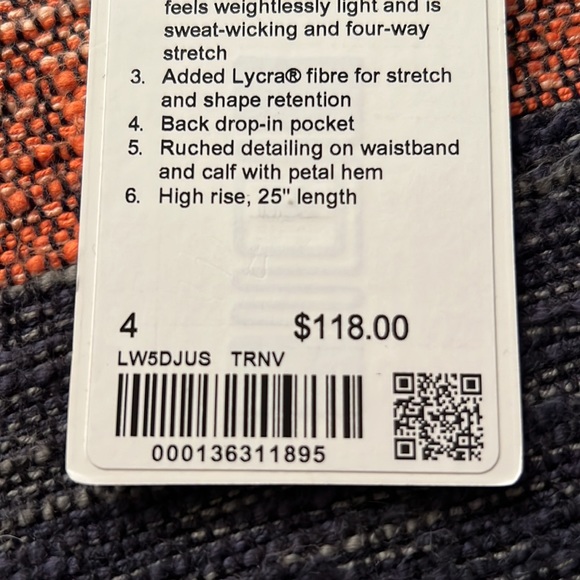 feels weightlessly light and is
sweat-wicking and four-way
stretch
3. Added Lycra® fibre for stretch
and shape retention
4. Back drop-in pocket
5. Ruched detailing on waistband
and calf with petal hem
6. High rise, 25" length
4 $118.00
LW5DJUS TRNV
000136311895